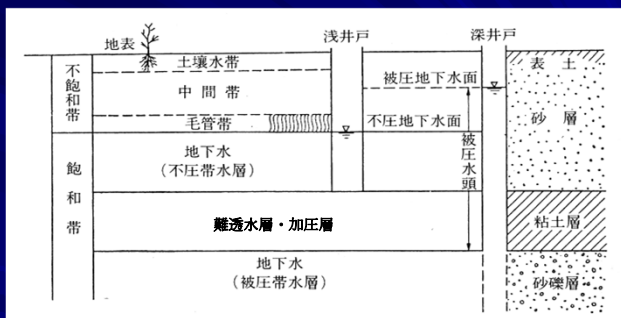 地表
浅井戸
深井戸
不飽和帯
土壌水帯
中間帯
毛管帯
被圧地下水面
不圧地下水面
被圧水頭
表土
砂層
飽和帯
地下水
(不圧帯水層)
難透水層・加圧層
粘土層
地下水
(被圧帯水層)
砂礫層